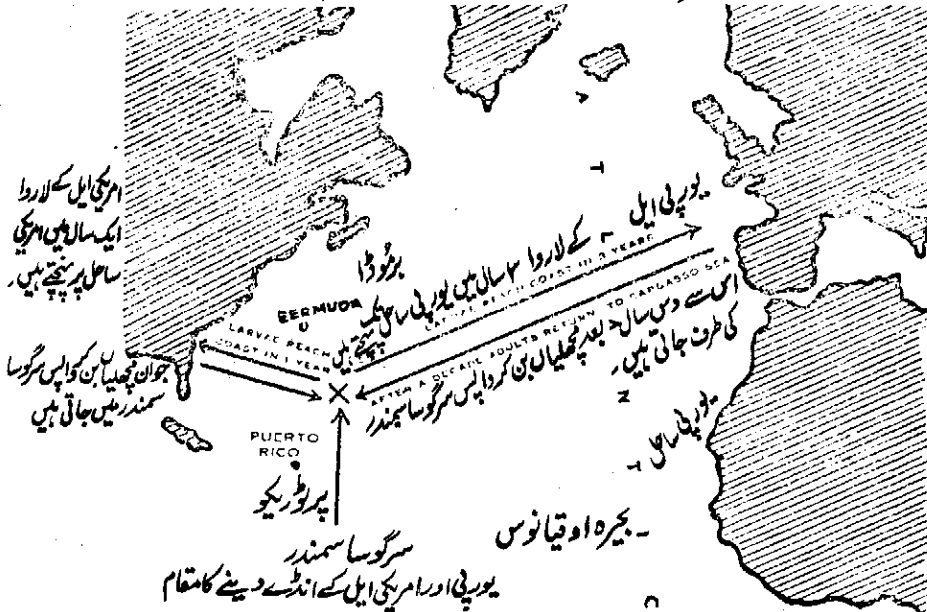 امریکی ایل کے لاروا
ایک سال میں امریکی
ساحل پر پہنچتے ہیں۔
جوان مچھلیاں بن کر واپس سرگوسا
سمندر میں جاتی ہیں
برموڈا
BERMUDA
LARVAE REACH
COAST IN 1 YEAR
یورپی ایل کے لاروا ۳ سال میں یورپی ساحل تک پہنچتے ہیں
LARVAE REACH COAST IN 3 YEARS
AFTER A DECADE ADULTS RETURN TO SARGASSO SEA
اس سے دس سال بعد مچھلیاں بن کر واپس سرگوسا سمندر
کی طرف جاتی ہیں۔
A
T
N
T
C
یورپی ساحل
PUERTO
RICO
پرٹوریکو
سرگوسا سمندر
بحیرہ اوقیانوس
یورپی اور امریکی ایل کے انڈے دینے کا مقام